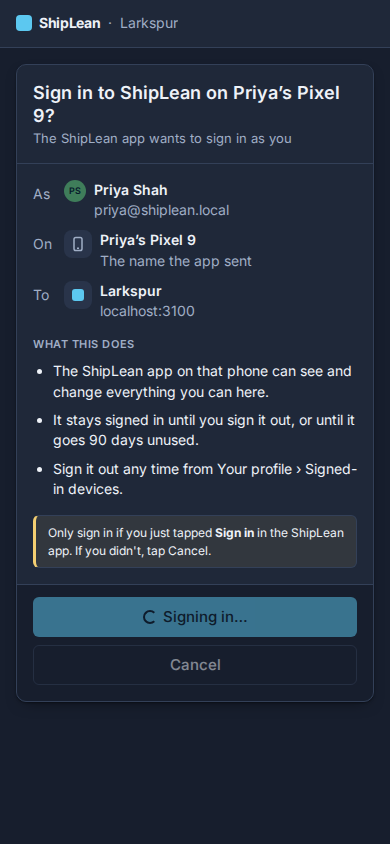 ShipLean · Larkspur
Sign in to ShipLean on Priya’s Pixel
9?
The ShipLean app wants to sign in as you
As PS Priya Shah
priya@shiplean.local
On Priya’s Pixel 9
The name the app sent
To Larkspur
localhost:3100
WHAT THIS DOES
• The ShipLean app on that phone can see and
change everything you can here.
• It stays signed in until you sign it out, or until it
goes 90 days unused.
• Sign it out any time from Your profile › Signed-
in devices.
Only sign in if you just tapped Sign in in the ShipLean
app. If you didn't, tap Cancel.
Signing in…
Cancel